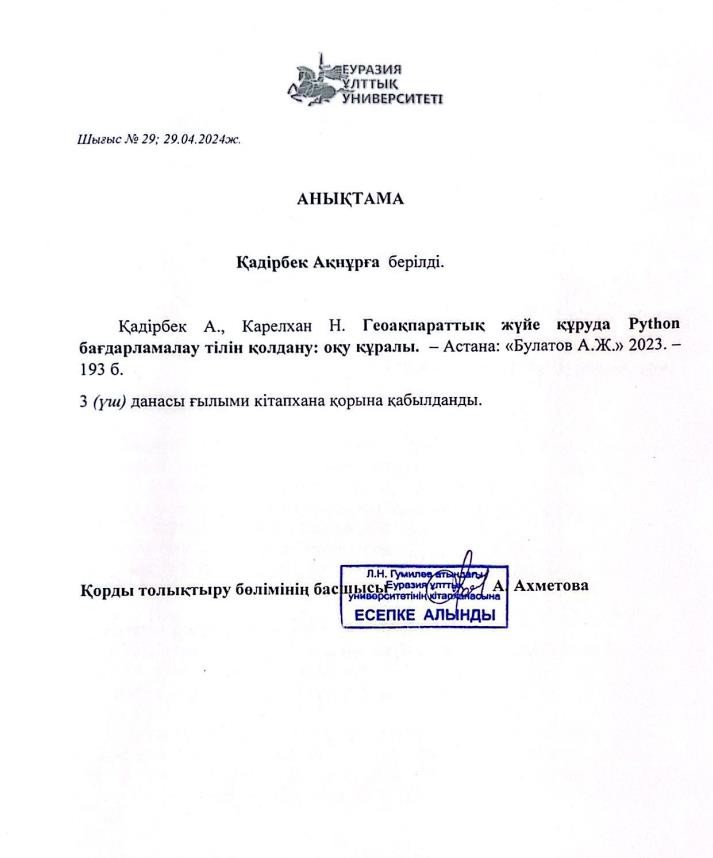 ЕУРАЗИЯ
ҰЛТТЫҚ
УНИВЕРСИТЕТІ
Шығыс № 29; 29.04.2024ж.
АНЫҚТАМА
Қадірбек Ақнұрға берілді.
Қадірбек А., Карелхан Н. Геоақпараттық жүйе құруда Python
бағдарламалау тілін қолдану: оқу құралы. – Астана: «Булатов А.Ж.» 2023. –
193 б.
3 (үш) данасы ғылыми кітапхана қорына қабылданды.
Қорды толықтыру бөлімінің басшысы А. Ахметова
Л.Н. Гумилев атындағы
Еуразия ұлттық
университетінің кітапханасына
ЕСЕПКЕ АЛЫНДЫ